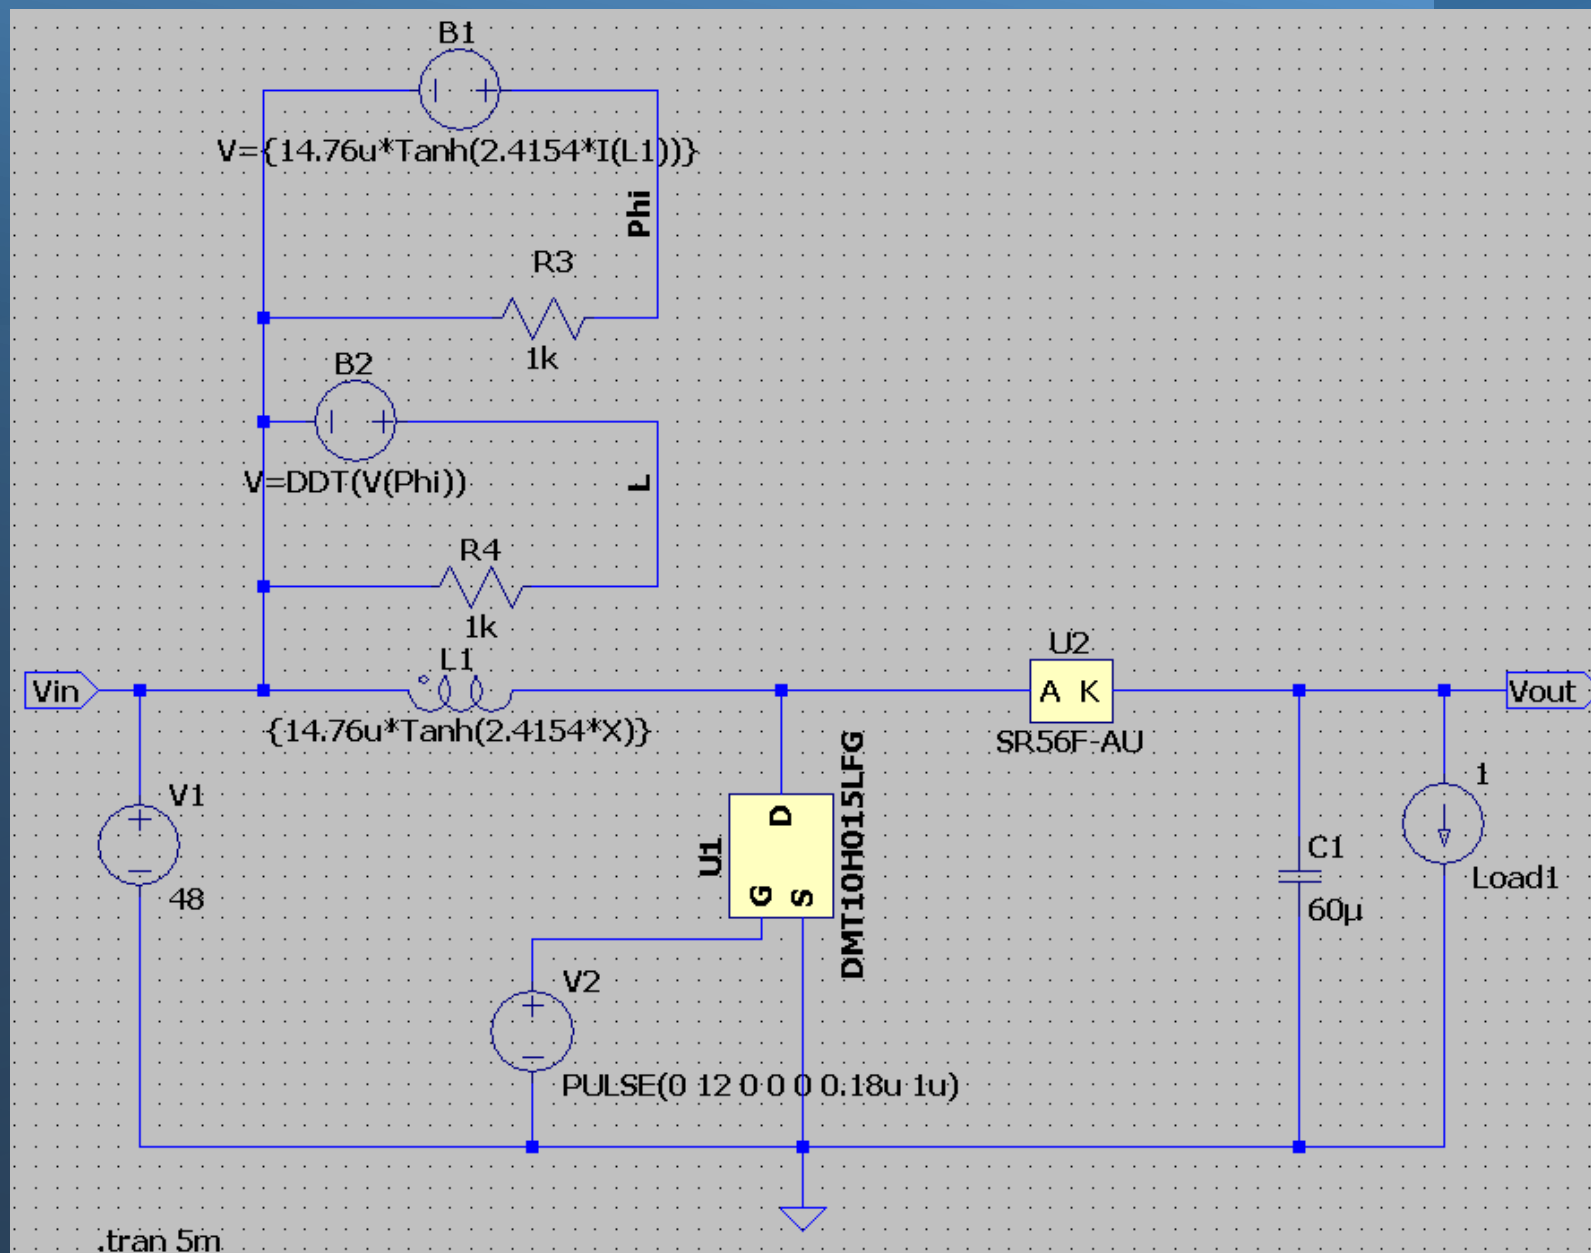 B1
V={14.76u*Tanh(2.4154*I(L1))}
Phi
R3
1k
B2
V=DDT(V(Phi))
L
R4
1k
L1
{14.76u*Tanh(2.4154*X)}
Vin
U2
A K
SR56F-AU
Vout
V1
48
D
G S
U1
DMT10H015LFG
C1
60µ
1
Load1
V2
PULSE(0 12 0 0 0 0.18u 1u)
.tran 5m